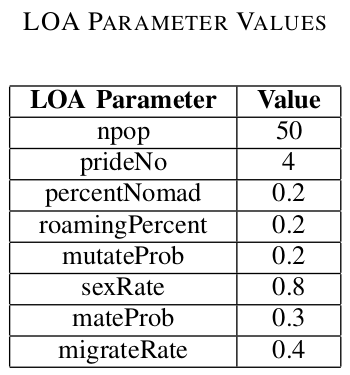 LOA PARAMETER VALUES
LOA Parameter Value
npop 50
prideNo 4
percentNomad 0.2
roamingPercent 0.2
mutateProb 0.2
sexRate 0.8
mateProb 0.3
migrateRate 0.4